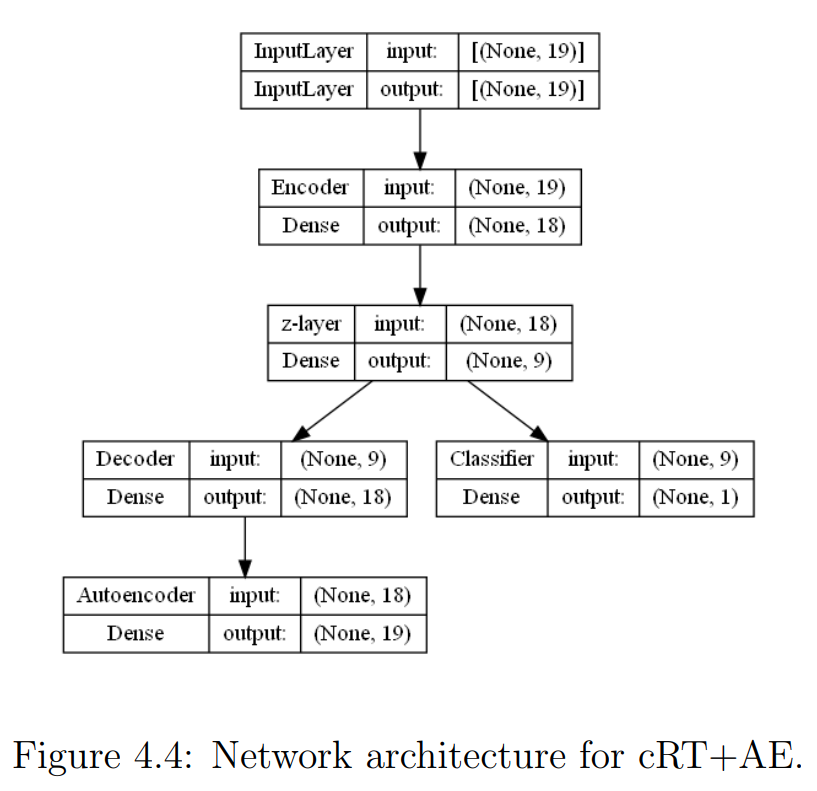 InputLayer input: [(None, 19)]
InputLayer output: [(None, 19)]
Encoder input: (None, 19)
Dense output: (None, 18)
z-layer input: (None, 18)
Dense output: (None, 9)
Decoder input: (None, 9)
Dense output: (None, 18)
Classifier input: (None, 9)
Dense output: (None, 1)
Autoencoder input: (None, 18)
Dense output: (None, 19)
Figure 4.4: Network architecture for cRT+AE.